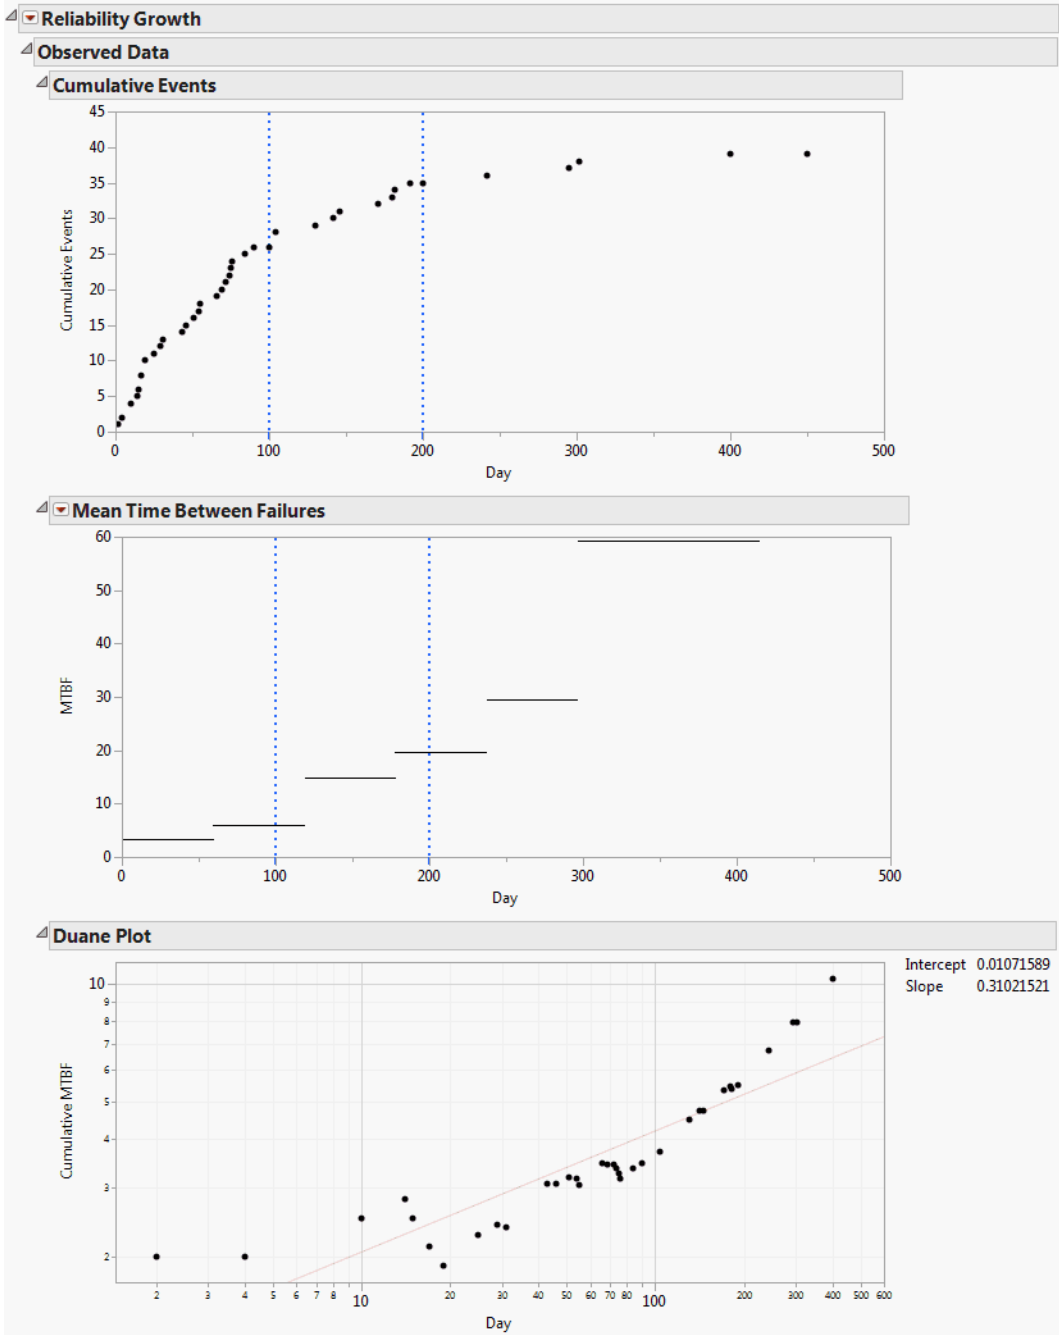 Reliability Growth
Observed Data
Cumulative Events
45
40
35
30
25
20
15
10
5
0
Cumulative Events
0 100 200 300 400 500
Day
Mean Time Between Failures
60
50
40
30
20
10
0
MTBF
0 100 200 300 400 500
Day
Duane Plot
Intercept 0.01071589
Slope 0.31021521
10
9
8
7
6
5
4
3
2
Cumulative MTBF
2 3 4 5 6 7 8 10 20 30 40 50 60 70 80 100 200 300 400 500 600
Day